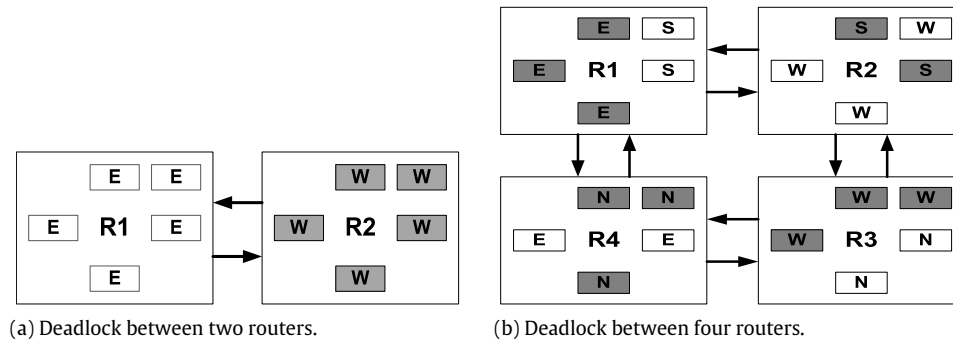 E S
E R1 S
E
S W
W R2 S
W
E E
E R1 E
E
W W
W R2 W
W
N N
E R4 E
N
W W
W R3 N
N
(a) Deadlock between two routers.
(b) Deadlock between four routers.